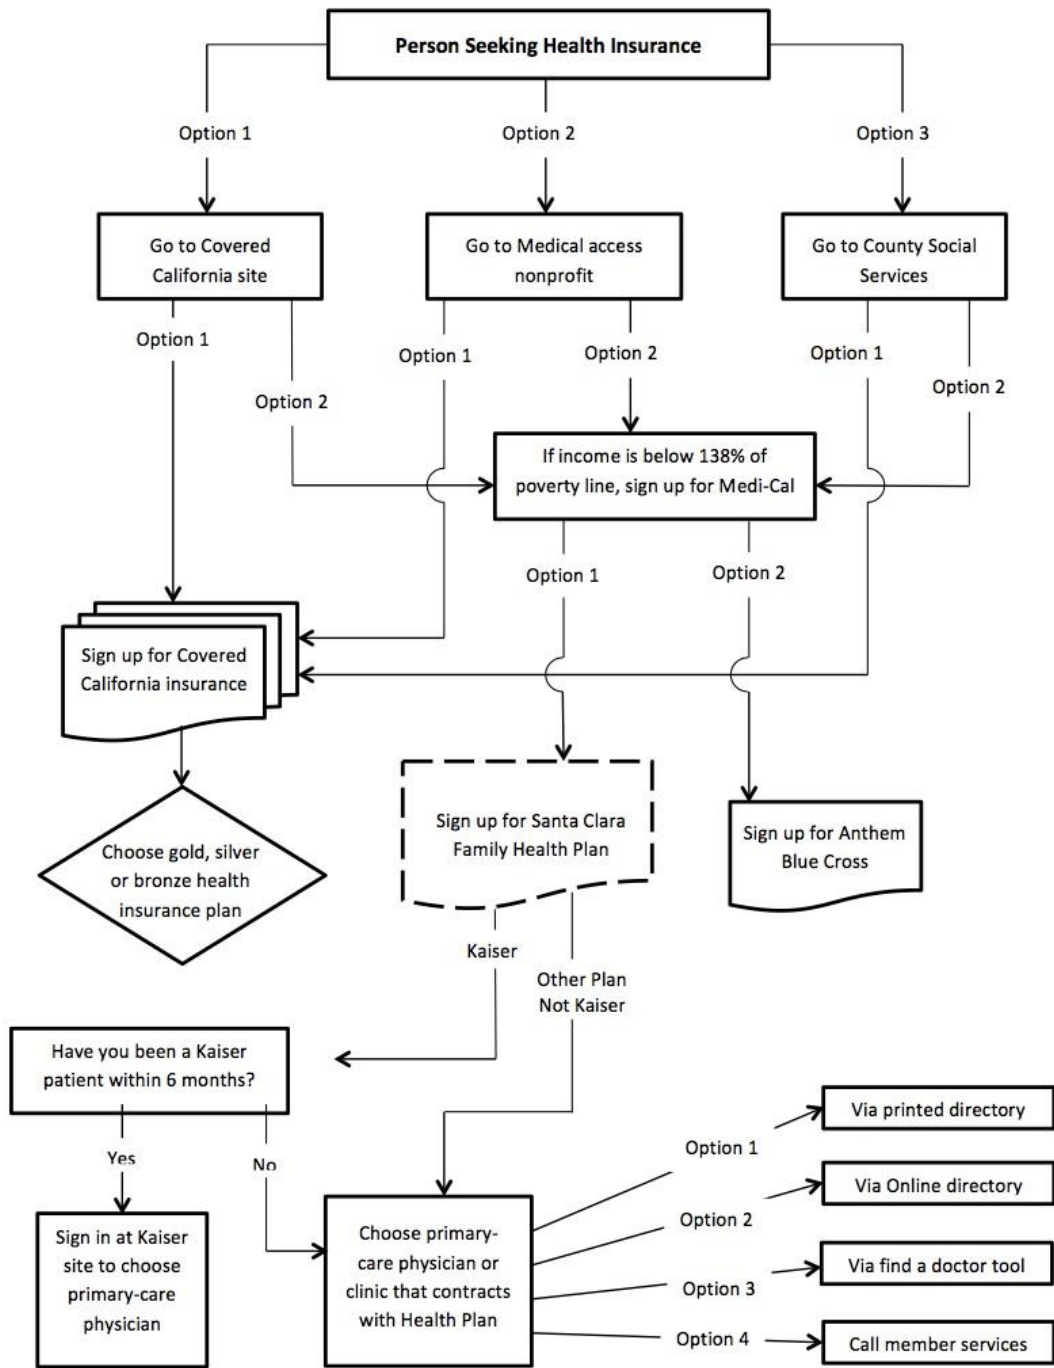 Person Seeking Health Insurance
Option 1
Option 2
Option 3
Go to Covered
California site
Go to Medical access
nonprofit
Go to County Social
Services
Option 1
Option 2
Option 1
Option 2
Option 1
Option 2
If income is below 138% of
poverty line, sign up for Medi-Cal
Option 1
Option 2
Sign up for Covered
California insurance
Choose gold, silver
or bronze health
insurance plan
Sign up for Santa Clara
Family Health Plan
Sign up for Anthem
Blue Cross
Kaiser
Other Plan
Not Kaiser
Have you been a Kaiser
patient within 6 months?
Yes
No
Sign in at Kaiser
site to choose
primary-care
physician
Choose primary-
care physician or
clinic that contracts
with Health Plan
Option 1
Option 2
Option 3
Option 4
Via printed directory
Via Online directory
Via find a doctor tool
Call member services